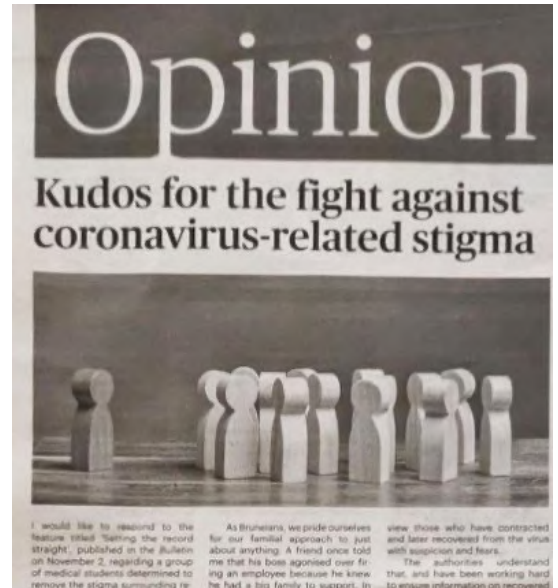 Opinion
Kudos for the fight against
coronavirus-related stigma
I would like to respond to the
feature titled 'Setting the record
straight', published in the Bulletin
on November 2, regarding a group
of medical students determined to
remove the stigma surrounding re-
As Bruneians, we pride ourselves
for our familial approach to just
about anything. A friend once told
me that his boss agonised over fir-
ing an employee because he knew
he had a big family to support. In
view those who have contracted
and later recovered from the virus
with suspicion and fears.
The authorities understand
that, and have been working hard
to ensure information on recovered